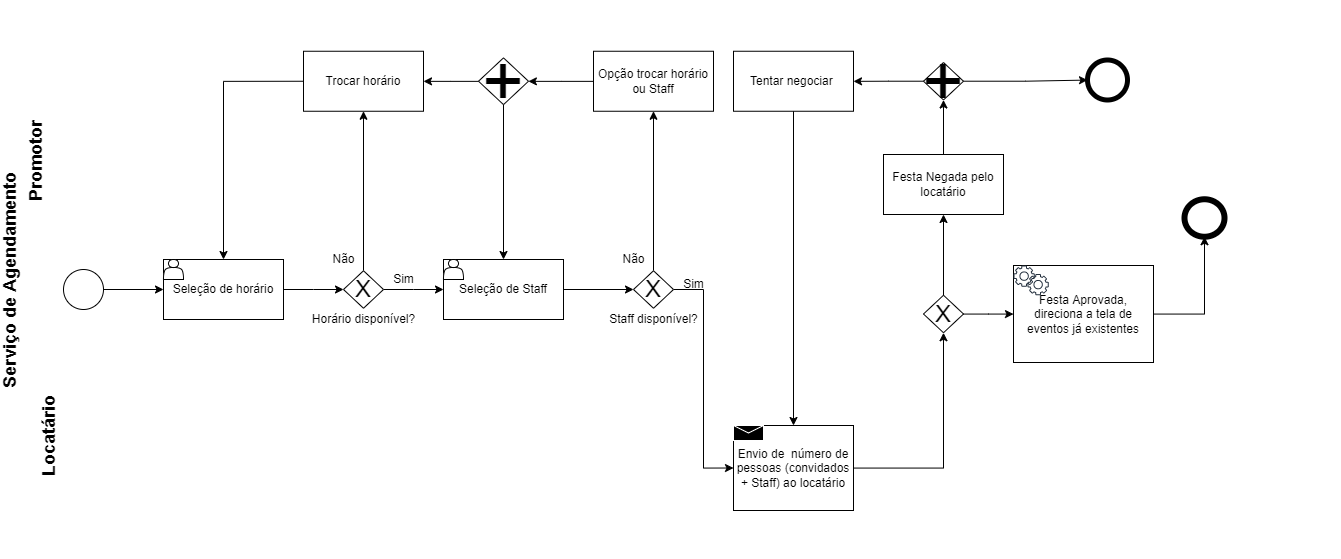 Serviço de Agendamento
Promotor
Locatário
Trocar horário
Opção trocar horário
ou Staff
Tentar negociar
Festa Negada pelo
locatário
Não
Sim
Seleção de horário
X
Horário disponível?
Seleção de Staff
Não
Sim
X
Staff disponível?
X
Festa Aprovada,
direciona a tela de
eventos já existentes
Envio de número de
pessoas (convidados
+ Staff) ao locatário